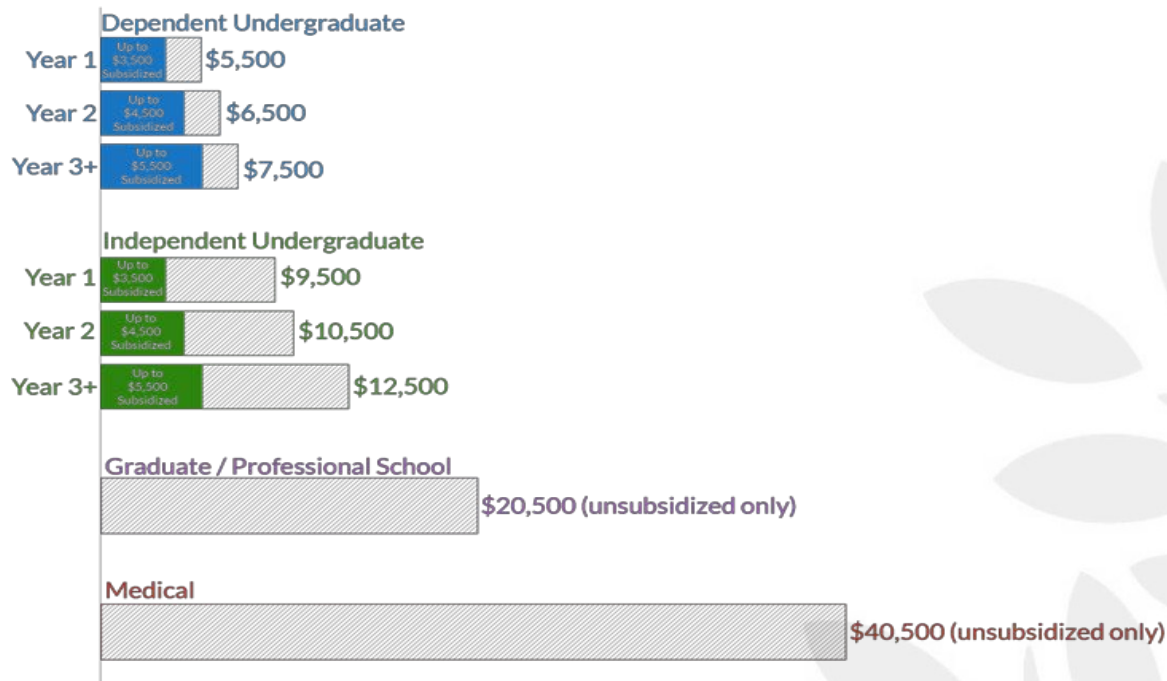 Dependent Undergraduate
Year 1
Up to
$3,500
Subsidized
$5,500
Year 2
Up to
$4,500
Subsidized
$6,500
Year 3+
Up to
$5,500
Subsidized
$7,500
Independent Undergraduate
Year 1
Up to
$3,500
Subsidized
$9,500
Year 2
Up to
$4,500
Subsidized
$10,500
Year 3+
Up to
$5,500
Subsidized
$12,500
Graduate / Professional School
$20,500 (unsubsidized only)
Medical
$40,500 (unsubsidized only)